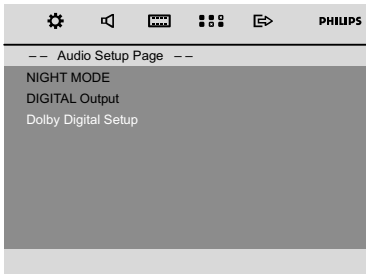 PHILIPS
-- Audio Setup Page --
NIGHT MODE
DIGITAL Output
Dolby Digital Setup